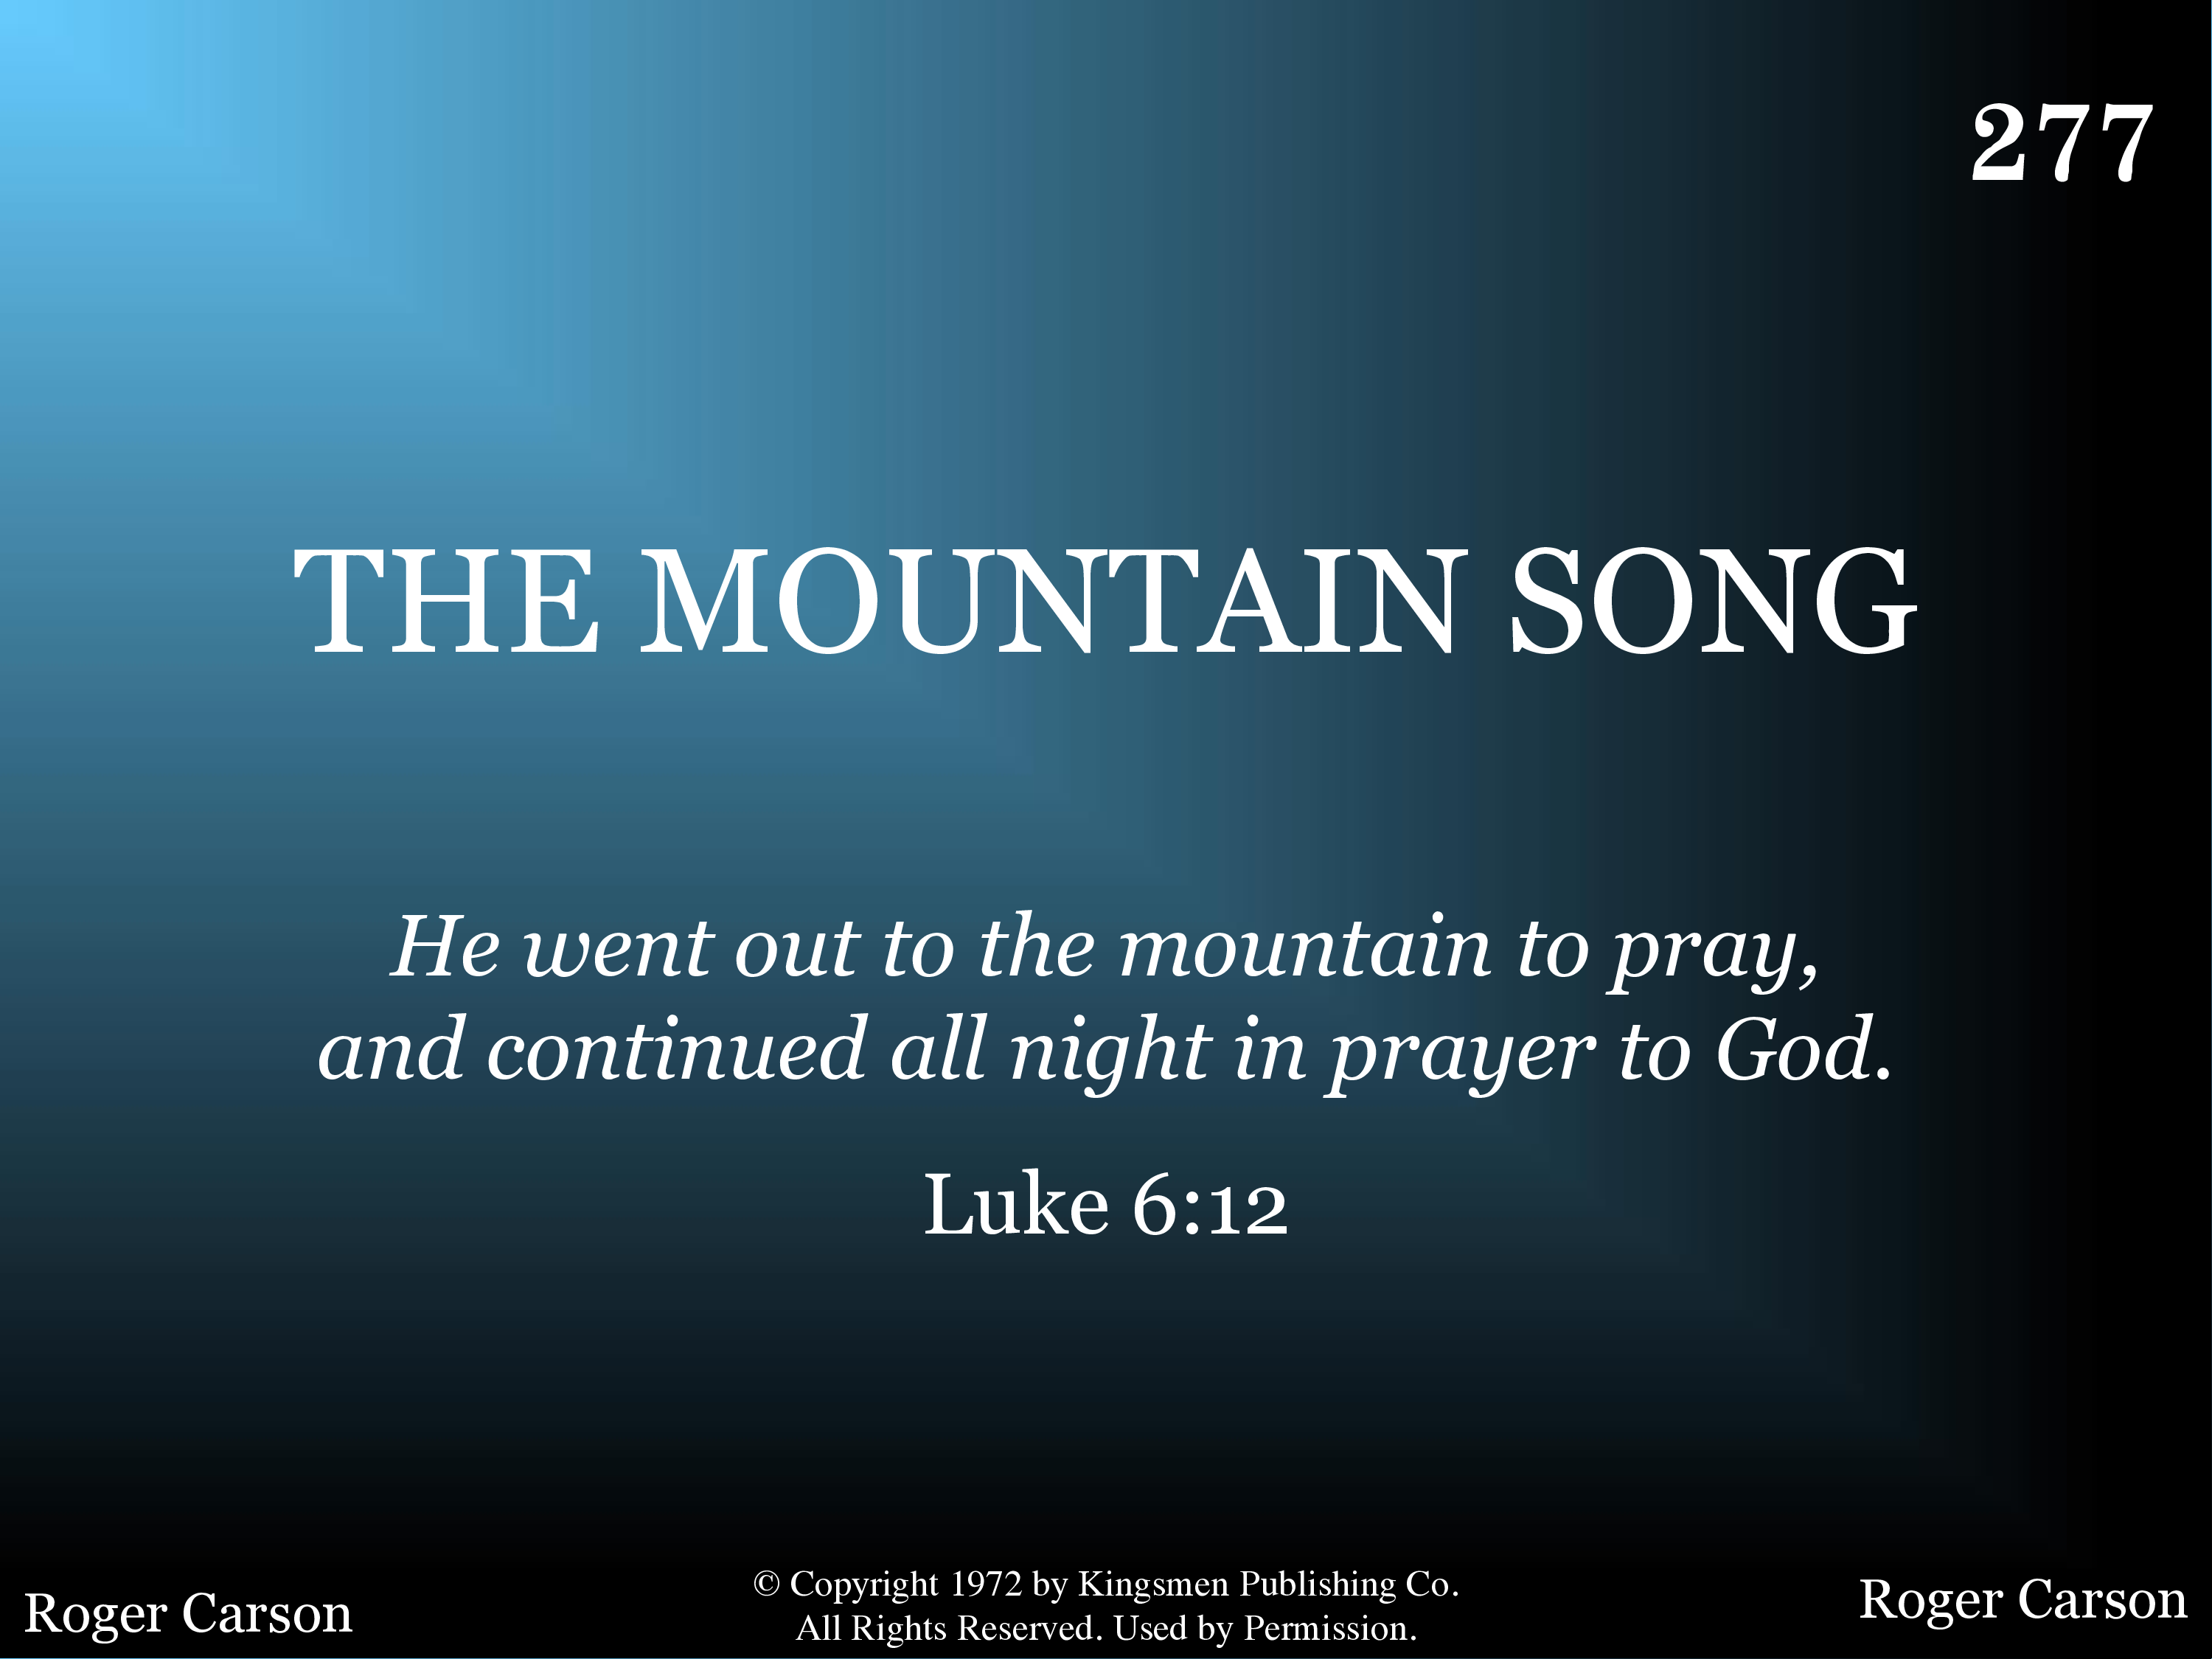 277
THE MOUNTAIN SONG
He went out to the mountain to pray,
and continued all night in prayer to God.
Luke 6:12
Roger Carson
© Copyright 1972 by Kingsmen Publishing Co.
All Rights Reserved. Used by Permission.
Roger Carson